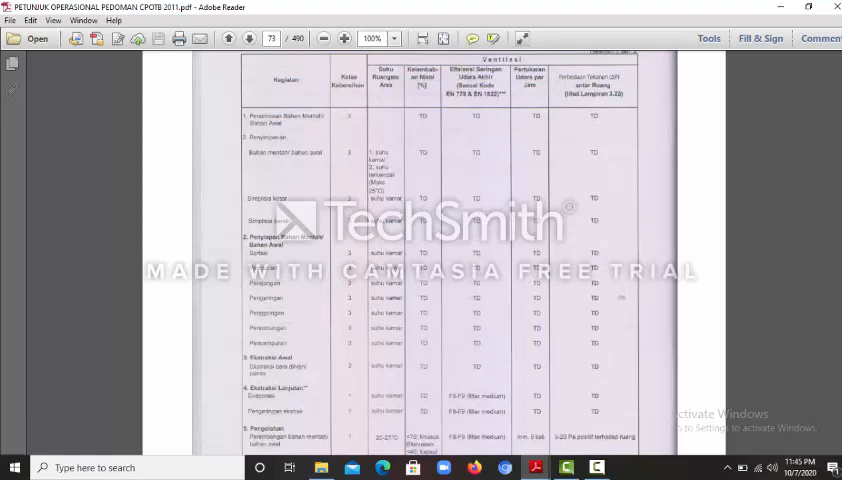 PETUNJUK OPERASIONAL PEDOMAN CPOTB 2011.pdf - Adobe Reader
File Edit View Window Help
Open 73 / 490 100% Tools Fill & Sign Comment
Ventilasi
Kegiatan Kelas Kebersihan Suhu Ruangan/ Area Kelembab-an Nisbi [%] Efisiensi Saringan Udara Akhir (Sesuai Kode EN 779 & EN 1822)*** Pertukaran Udara per Jam Perbedaan Tekanan (ΔP) antar Ruang (lihat Lampiran 3.23)
1. Penerimaan Bahan Mentah/ Bahan Awal 3 TD TD TD TD
2. Penyimpanan
Bahan mentah/ bahan awal 3 1. suhu kamar 2. suhu terkendali (Maks 25°C) TD TD TD TD
Simplisia kotor 3 suhu kamar TD TD TD TD
Simplisia suhu kamar TD TD TD
TechSmith®
2. Penyiapan Bahan Mentah/ Bahan Awal
Sortasi 3 suhu kamar TD TD TD TD
MADE WITH CAMTASIA FREE TRIAL
Perajangan 3 suhu kamar TD TD TD TD
Pengeringan 3 suhu kamar TD TD TD TD
3 suhu kamar TD TD TD TD
3 suhu kamar TD TD TD TD
Pencampuran 3 suhu kamar TD TD TD TD
3. Ekstraksi Awal
Ekstraksi cara dingin/ panas 2 suhu kamar TD TD TD TD
4. Ekstraksi Lanjutan**
Evaporasi 1 suhu kamar TD F8-F9 (filter medium) TD TD
Pengeringan ekstrak 1 suhu kamar TD F8-F9 (filter medium) TD TD
5. Pengolahan
Penimbangan bahan mentah/ bahan awal 1 20-27°C <70; khusus Efervesen <40; kapsul F8-F9 (filter medium) min. 5 kali 5-20 Pa positif terhadap ruang
Activate Windows
Go to Settings to activate Windows.
Type here to search
11:45 PM
10/7/2020